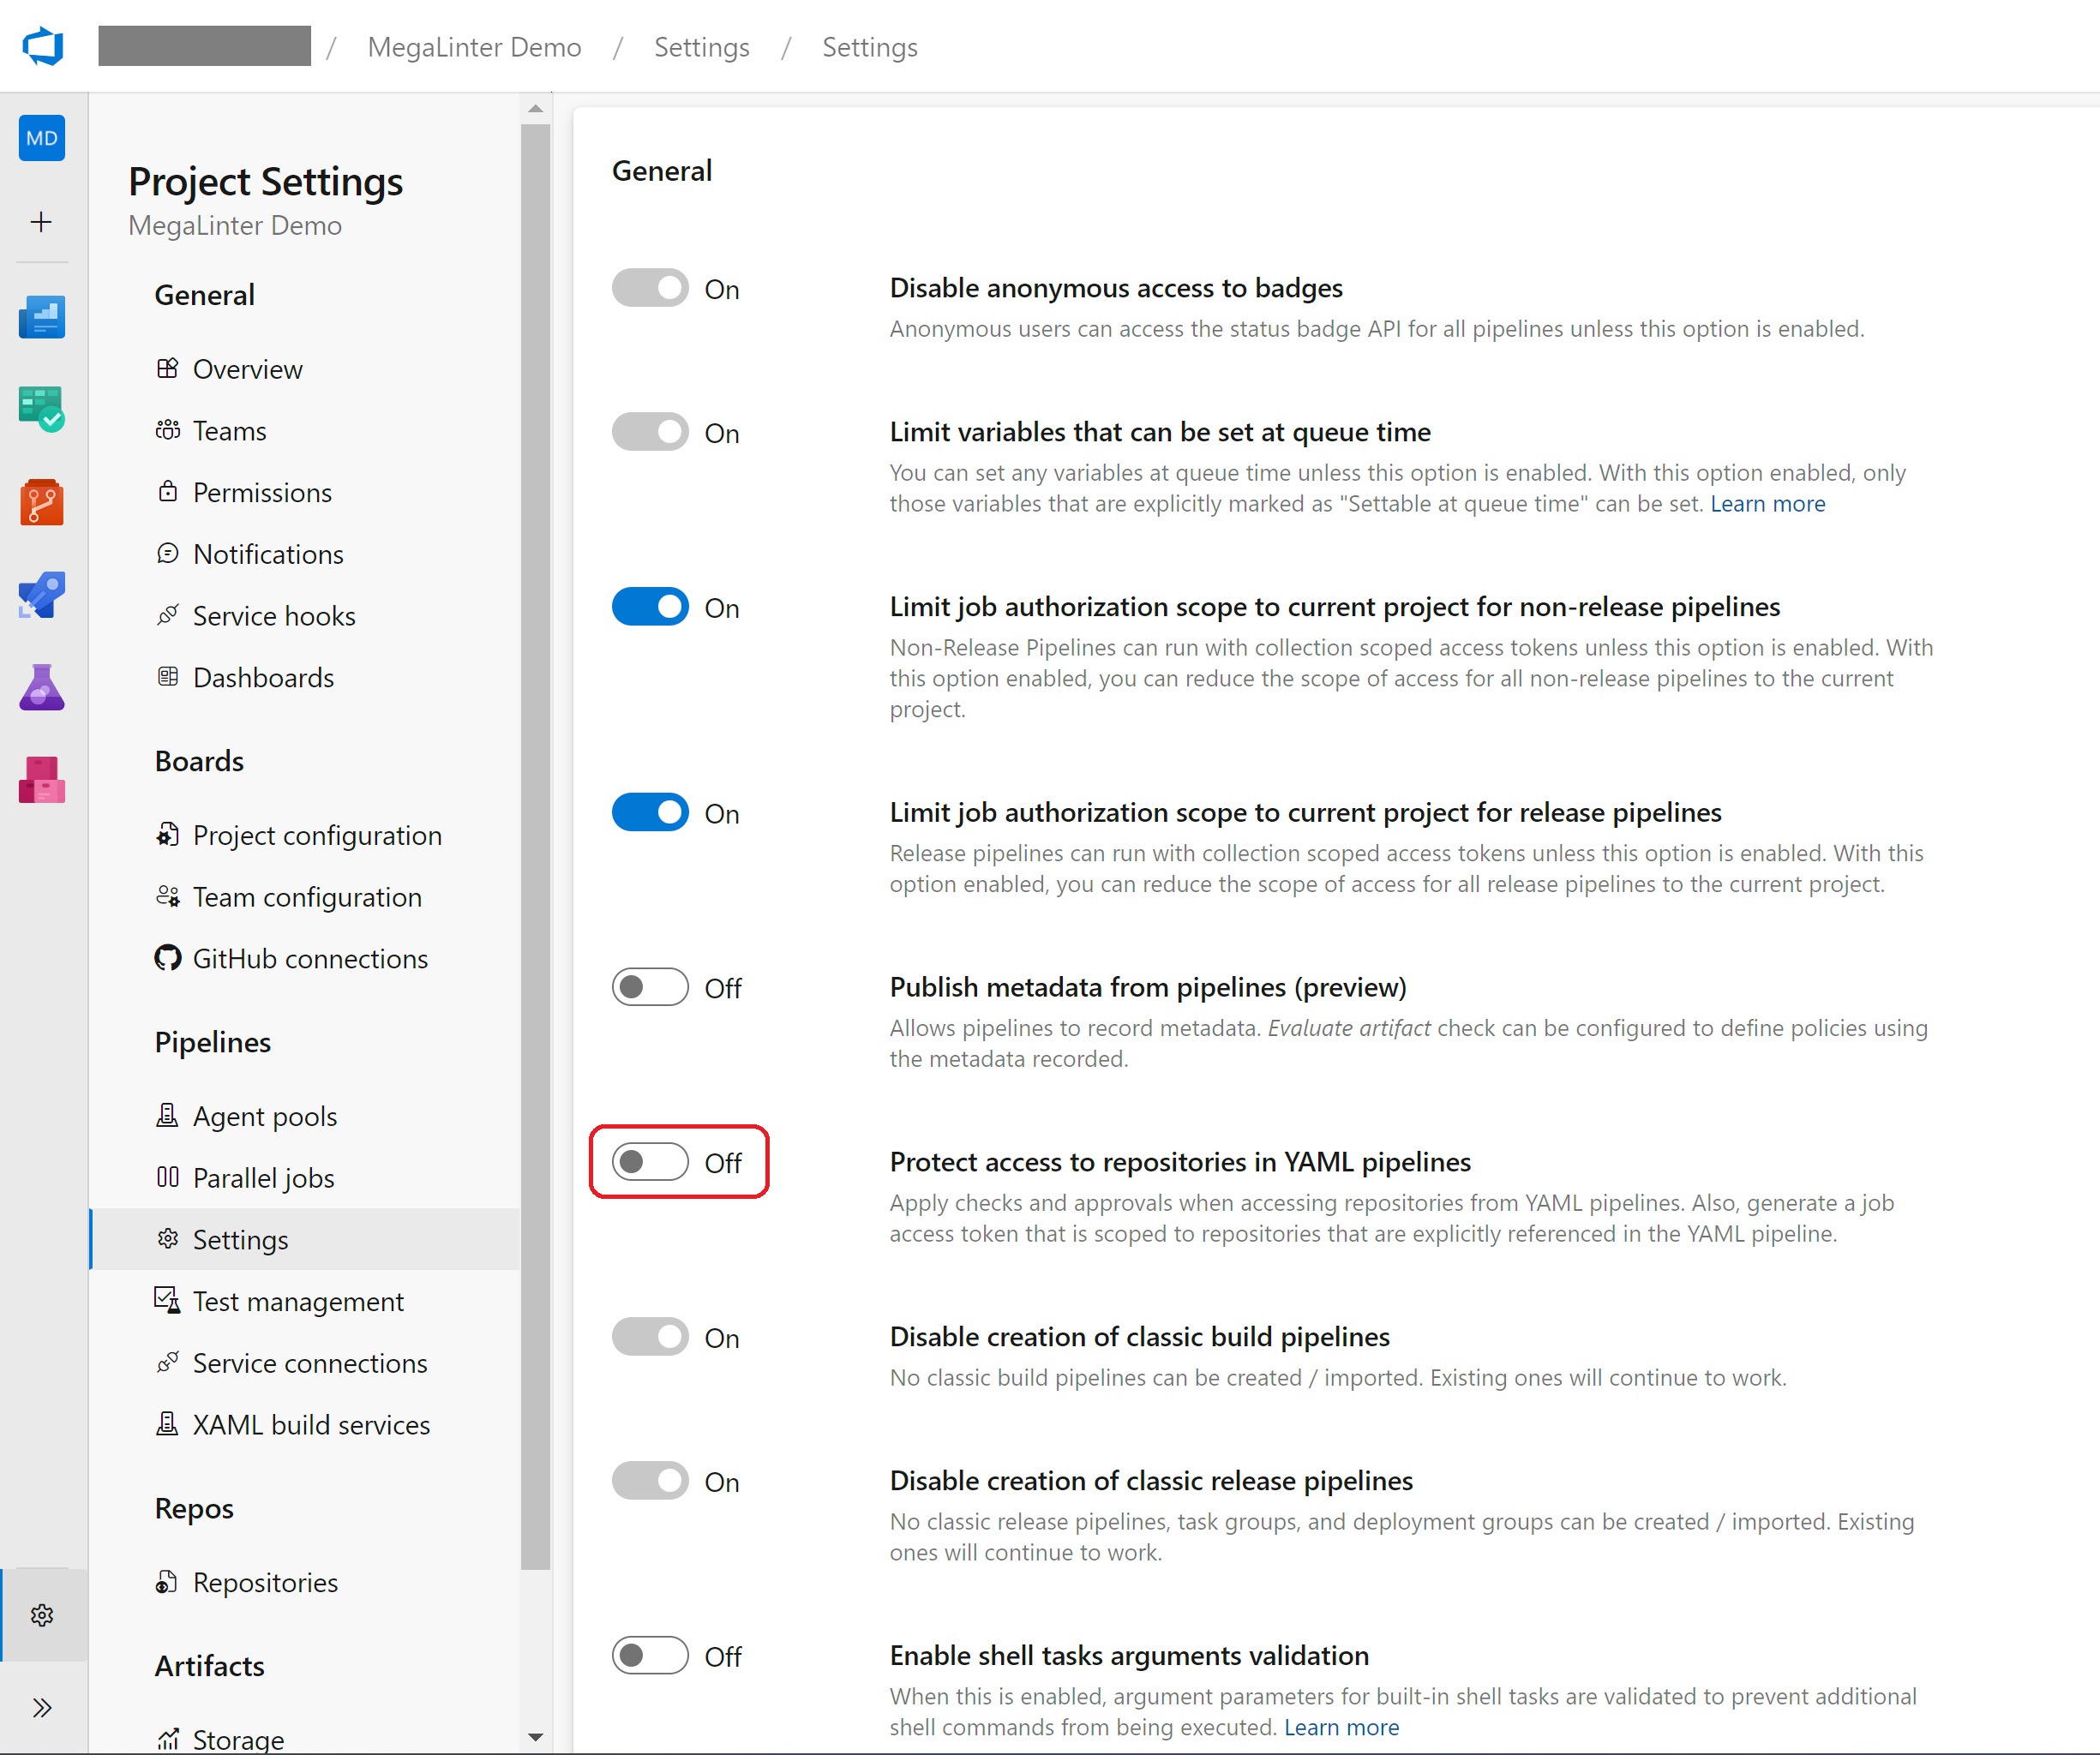 / MegaLinter Demo / Settings / Settings
MD
Project Settings
MegaLinter Demo
General
Overview
Teams
Permissions
Notifications
Service hooks
Dashboards
Boards
Project configuration
Team configuration
GitHub connections
Pipelines
Agent pools
Parallel jobs
Settings
Test management
Service connections
XAML build services
Repos
Repositories
Artifacts
Storage
General
On
Disable anonymous access to badges
Anonymous users can access the status badge API for all pipelines unless this option is enabled.
On
Limit variables that can be set at queue time
You can set any variables at queue time unless this option is enabled. With this option enabled, only
those variables that are explicitly marked as "Settable at queue time" can be set. Learn more
On
Limit job authorization scope to current project for non-release pipelines
Non-Release Pipelines can run with collection scoped access tokens unless this option is enabled. With
this option enabled, you can reduce the scope of access for all non-release pipelines to the current
project.
On
Limit job authorization scope to current project for release pipelines
Release pipelines can run with collection scoped access tokens unless this option is enabled. With this
option enabled, you can reduce the scope of access for all release pipelines to the current project.
Off
Publish metadata from pipelines (preview)
Allows pipelines to record metadata. Evaluate artifact check can be configured to define policies using
the metadata recorded.
Off
Protect access to repositories in YAML pipelines
Apply checks and approvals when accessing repositories from YAML pipelines. Also, generate a job
access token that is scoped to repositories that are explicitly referenced in the YAML pipeline.
On
Disable creation of classic build pipelines
No classic build pipelines can be created / imported. Existing ones will continue to work.
On
Disable creation of classic release pipelines
No classic release pipelines, task groups, and deployment groups can be created / imported. Existing
ones will continue to work.
Off
Enable shell tasks arguments validation
When this is enabled, argument parameters for built-in shell tasks are validated to prevent additional
shell commands from being executed. Learn more